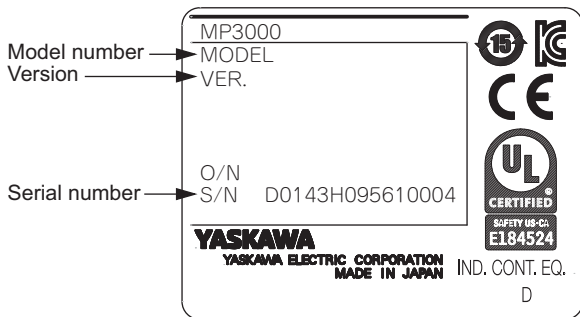 MP3000
Model number MODEL
Version VER.
O/N
Serial number S/N D0143H095610004
YASKAWA
YASKAWA ELECTRIC CORPORATION
MADE IN JAPAN
15
CE
UL
®
CERTIFIED
SAFETY US-CA
E184524
IND. CONT. EQ.
D